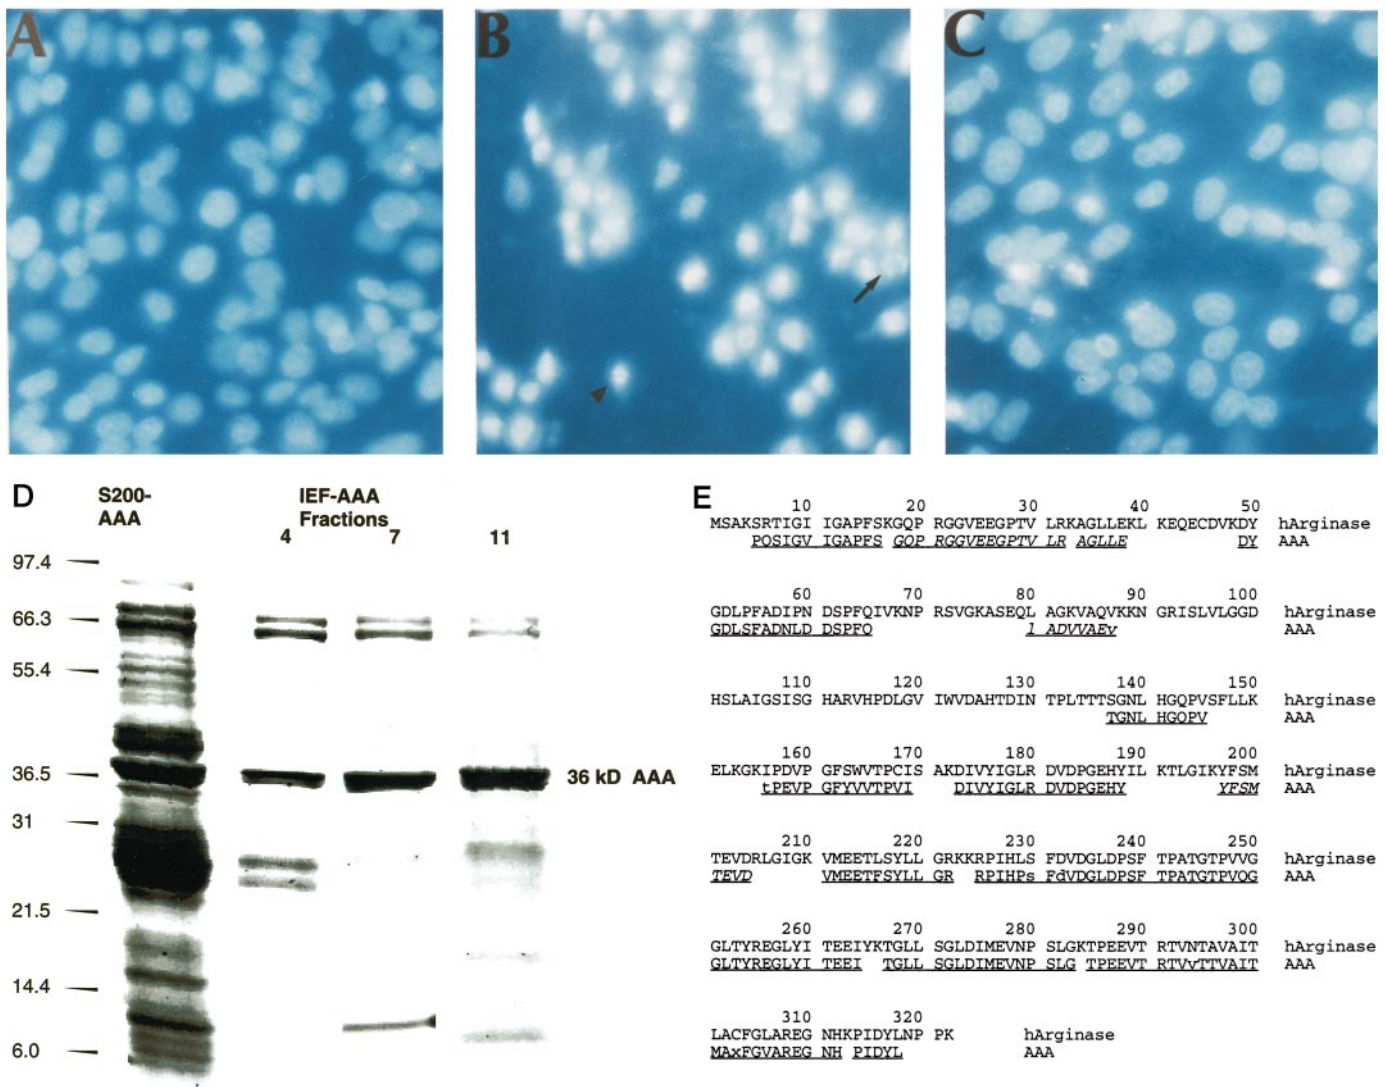 A B C
D S200- IEF-AAA
AAA Fractions
4 7 11
97.4
66.3
55.4
36.5
36 kD AAA
31
21.5
14.4
6.0
E
10 20 30 40 50
MSAKSRTIGI IGAPFSKGQP RGGVEEGPTV LRKAGLLEKL KEQECDVKDY hArginase
PQSIGV IGAPFS GQP RGGVEEGPTV LR AGLLE DY AAA
60 70 80 90 100
GDLPFADIPN DSPFQIVKNP RSVGKASEQL AGKVAQVKKN GRISLVLGGD hArginase
GDLSFADNLD DSPFQ l ADVVAEv AAA
110 120 130 140 150
HSLAIGSISG HARVHPDLGV IWVDAHTDIN TPLTTTSGNL HGQPVSFLLK hArginase
TGNL HGQPV AAA
160 170 180 190 200
ELKGKIPDVP GFSWVTPCIS AKDIVYIGLR DVDPGEHYIL KTLGIKYFSM hArginase
tPEVP GFYVVTPVI DIVYIGLR DVDPGEHY YFSM AAA
210 220 230 240 250
TEVDRLGIGK VMEETLSYLL GRKKRPIHLS FDVDGLDPSF TPATGTPVVG hArginase
TEVD VMEETFSYLL GR RPIHPs FdVDGLDPSF TPATGTPVQG AAA
260 270 280 290 300
GLTYREGLYI TEEIYKTGLL SGLDIMEVNP SLGKTPEEVT RTVNTAVAIT hArginase
GLTYREGLYI TEEI TGLL SGLDIMEVNP SLG TPEEVT RTVvTTVAIT AAA
310 320
LACFGLAREG NHKPIDYLNP PK hArginase
MAxFGVAREG NH PIDYL AAA